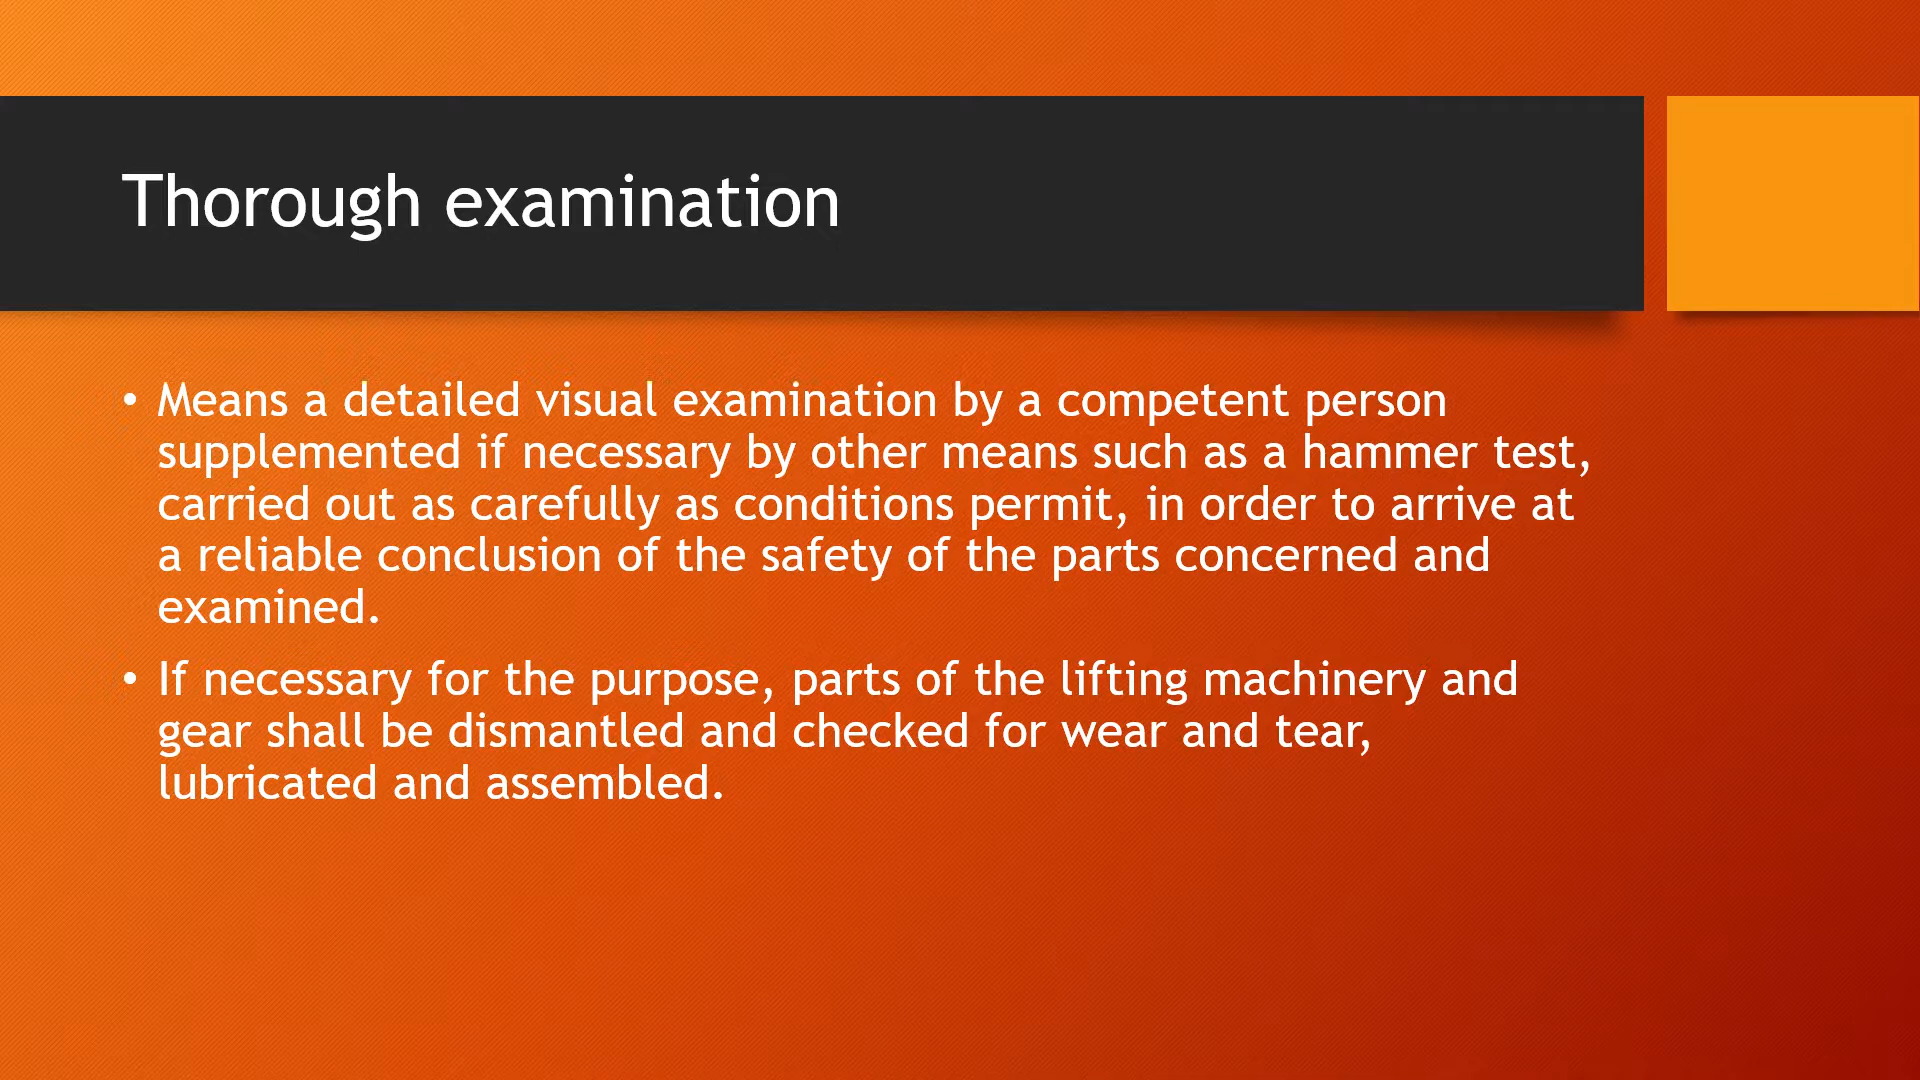 Thorough examination
• Means a detailed visual examination by a competent person
supplemented if necessary by other means such as a hammer test,
carried out as carefully as conditions permit, in order to arrive at
a reliable conclusion of the safety of the parts concerned and
examined.
• If necessary for the purpose, parts of the lifting machinery and
gear shall be dismantled and checked for wear and tear,
lubricated and assembled.